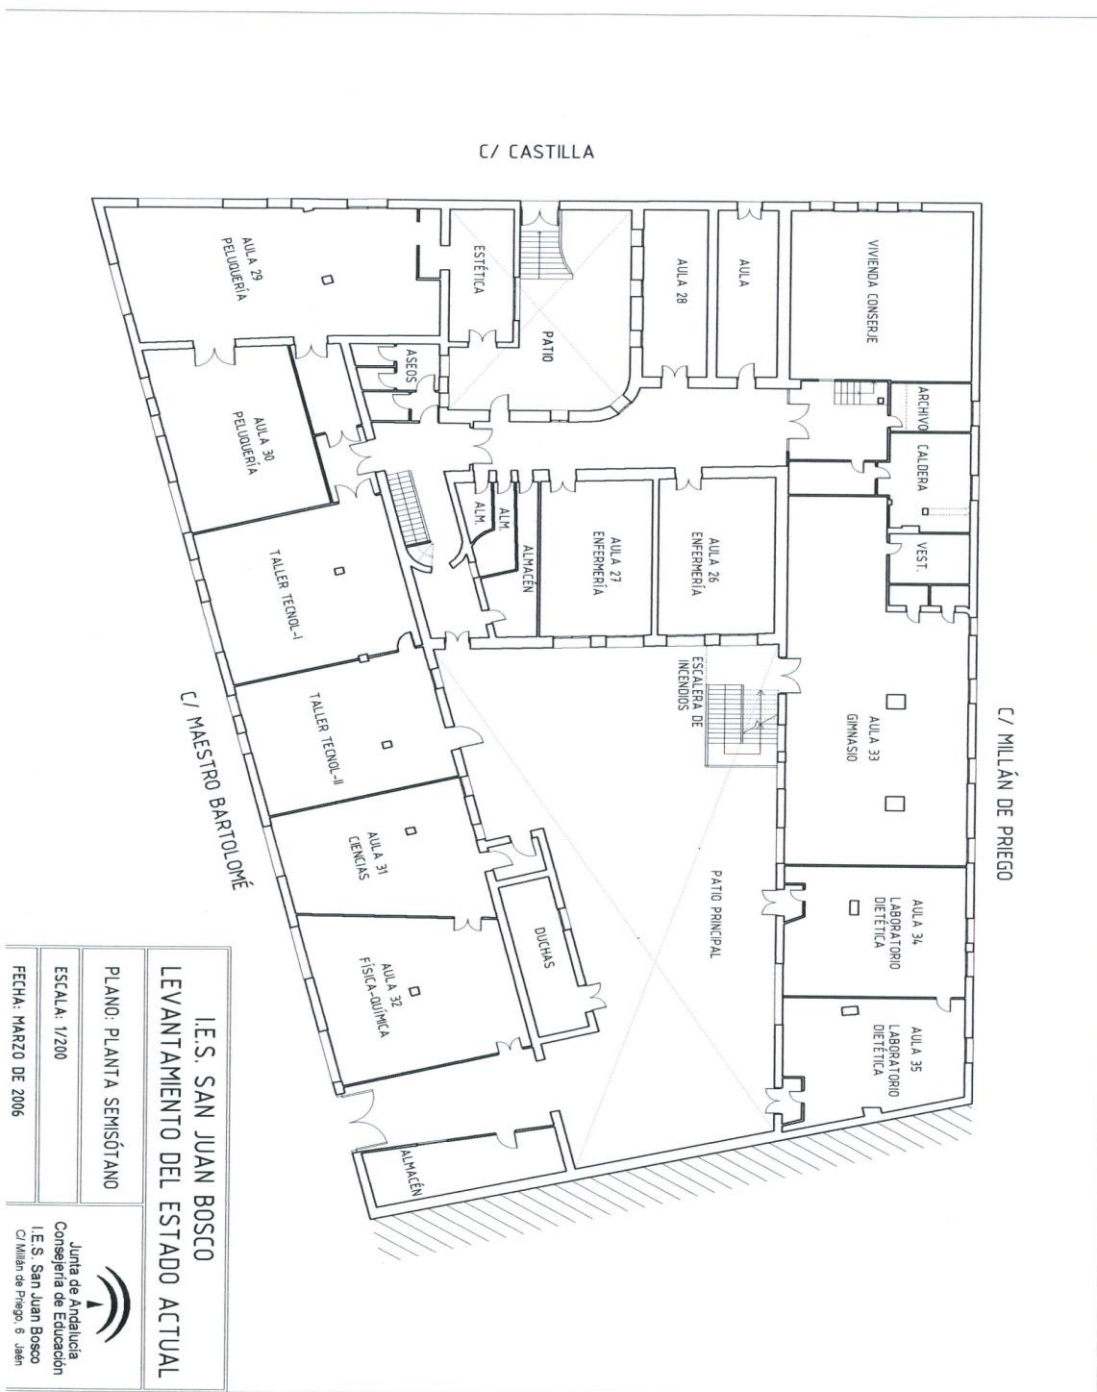 C/ CASTILLA
AULA 29
PELUQUERÍA
ESTÉTICA
PATIO
AULA 28
AULA
VIVIENDA CONSERJE
ASEOS
ARCHIVO
CALDERA
VEST.
AULA 30
PELUQUERÍA
ALM.
ALM.
ALMACÉN
AULA 27
ENFERMERÍA
AULA 26
ENFERMERÍA
TALLER TECNOL-I
TALLER TECNOL-II
ESCALERA DE
INCENDIOS
AULA 33
GIMNASIO
C/ MILLÁN DE PRIEGO
C/ MAESTRO BARTOLOMÉ
AULA 31
CIENCIAS
DUCHAS
PATIO PRINCIPAL
AULA 34
LABORATORIO
DIETÉTICA
AULA 32
FÍSICA-QUÍMICA
AULA 35
LABORATORIO
DIETÉTICA
ALMACÉN
I.E.S. SAN JUAN BOSCO
LEVANTAMIENTO DEL ESTADO ACTUAL
PLANO: PLANTA SEMISÓTANO
ESCALA: 1/200
FECHA: MARZO DE 2006
Junta de Andalucía
Consejería de Educación
I.E.S. San Juan Bosco
C/ Millán de Priego, 6 Jaén